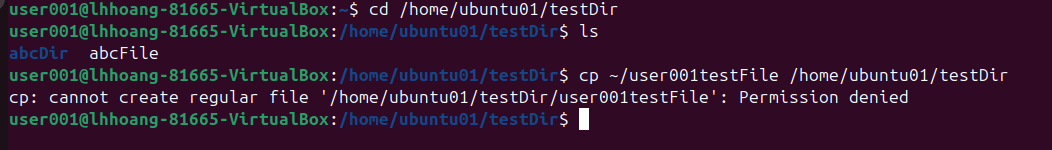 user001@lhhoang-81665-VirtualBox:~$ cd /home/ubuntu01/testDir
user001@lhhoang-81665-VirtualBox:/home/ubuntu01/testDir$ ls
abcDir  abcFile
user001@lhhoang-81665-VirtualBox:/home/ubuntu01/testDir$ cp ~/user001testFile /home/ubuntu01/testDir
cp: cannot create regular file '/home/ubuntu01/testDir/user001testFile': Permission denied
user001@lhhoang-81665-VirtualBox:/home/ubuntu01/testDir$